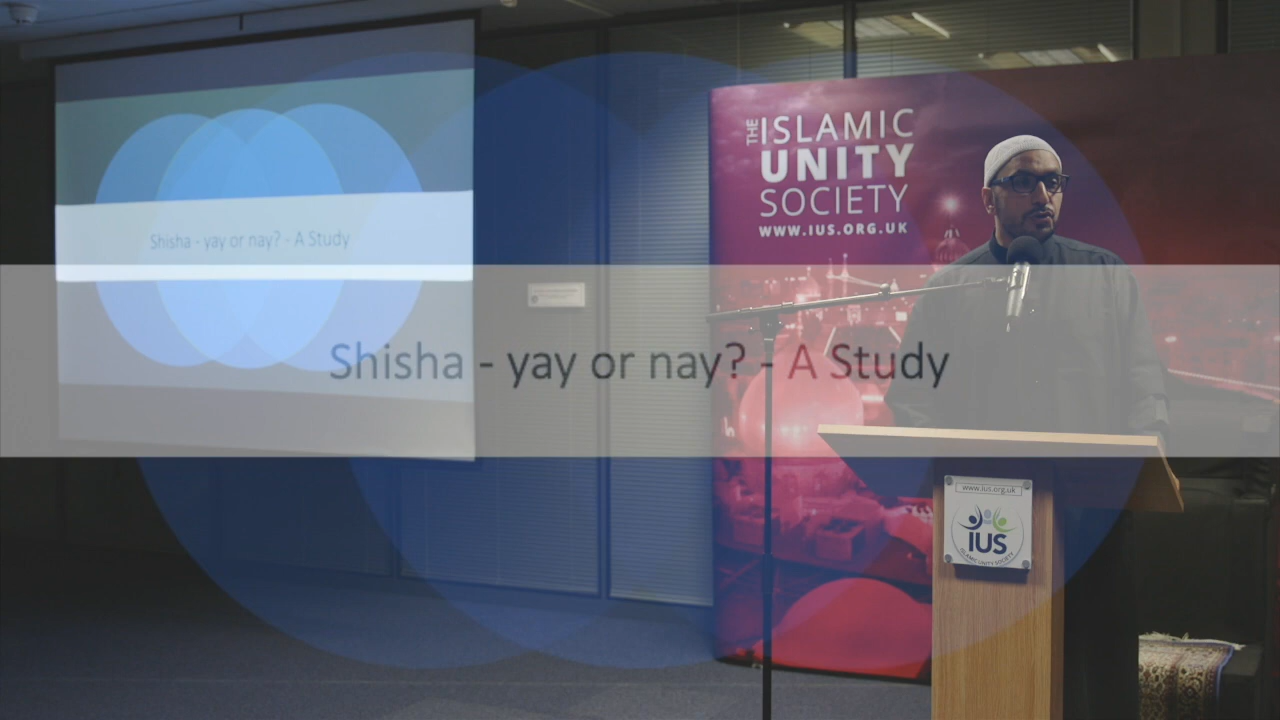 Shisha - yay or nay? - A Study
THE ISLAMIC
UNITY
SOCIETY
WWW.IUS.ORG.UK
Shisha - yay or nay? - A Study
www.ius.org.uk
IUS
ISLAMIC UNITY SOCIETY